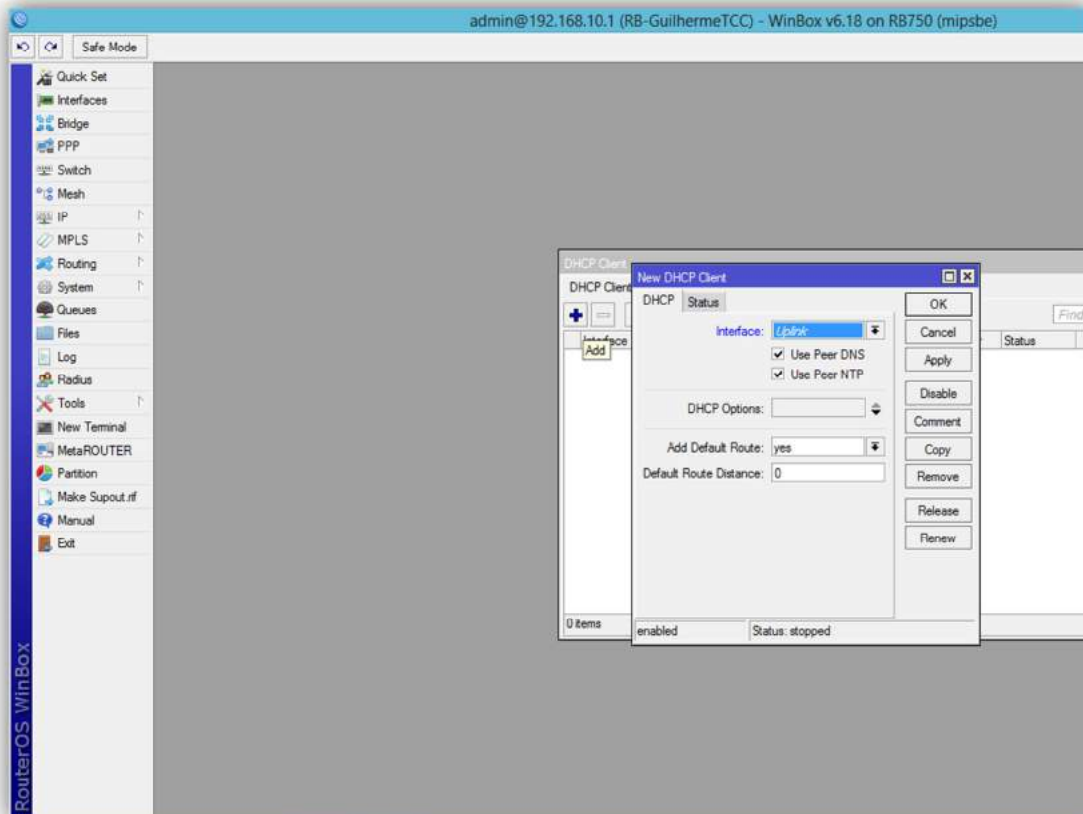 admin@192.168.10.1 (RB-GuilhermeTCC) - WinBox v6.18 on RB750 (mipsbe)
Safe Mode
Quick Set
Interfaces
Bridge
PPP
Switch
Mesh
IP
MPLS
Routing
System
Queues
Files
Log
Radius
Tools
New Terminal
MetaROUTER
Partition
Make Supout.rif
Manual
Exit
RouterOS WinBox
DHCP Client
DHCP Client
Interface
Add
Find
Status
0 items
New DHCP Client
DHCP Status
Interface: Uplink
Use Peer DNS
Use Peer NTP
DHCP Options:
Add Default Route: yes
Default Route Distance: 0
OK
Cancel
Apply
Disable
Comment
Copy
Remove
Release
Renew
enabled Status: stopped